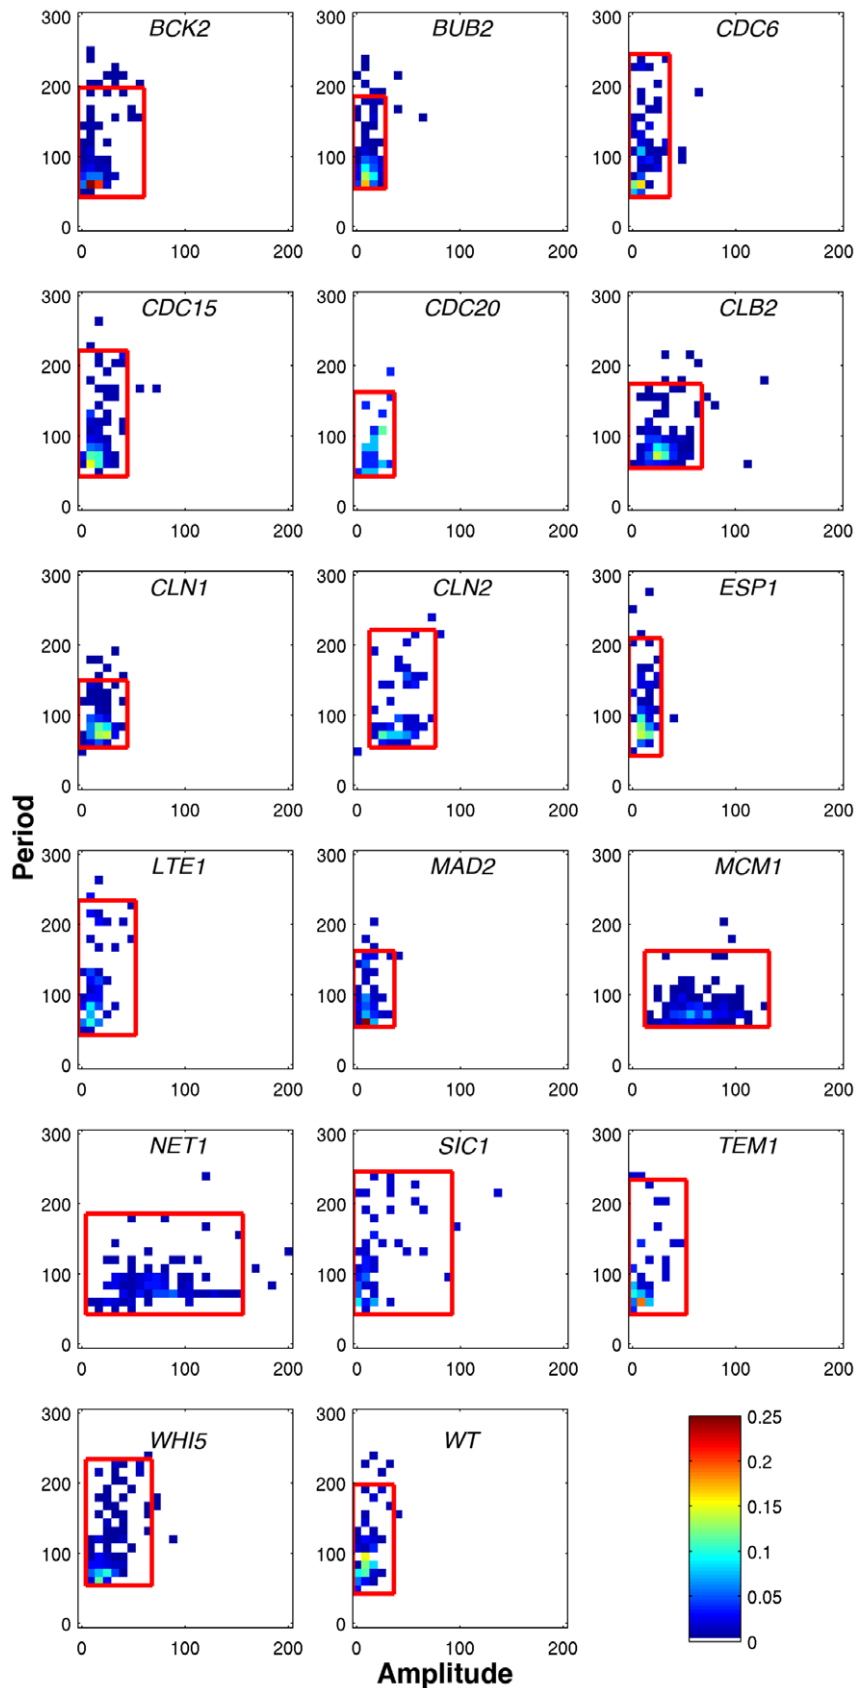 BCK2 BUB2 CDC6
300 300 300
200 200 200
100 100 100
0 0 0
0 100 200 0 100 200 0 100 200
CDC15 CDC20 CLB2
300 300 300
200 200 200
100 100 100
0 0 0
0 100 200 0 100 200 0 100 200
CLN1 CLN2 ESP1
300 300 300
200 200 200
100 100 100
0 0 0
0 100 200 0 100 200 0 100 200
Period
LTE1 MAD2 MCM1
300 300 300
200 200 200
100 100 100
0 0 0
0 100 200 0 100 200 0 100 200
NET1 SIC1 TEM1
300 300 300
200 200 200
100 100 100
0 0 0
0 100 200 0 100 200 0 100 200
WHI5 WT
300 300
200 200
100 100
0 0
0 100 200 0 100 200
0.25
0.2
0.15
0.1
0.05
0
Amplitude